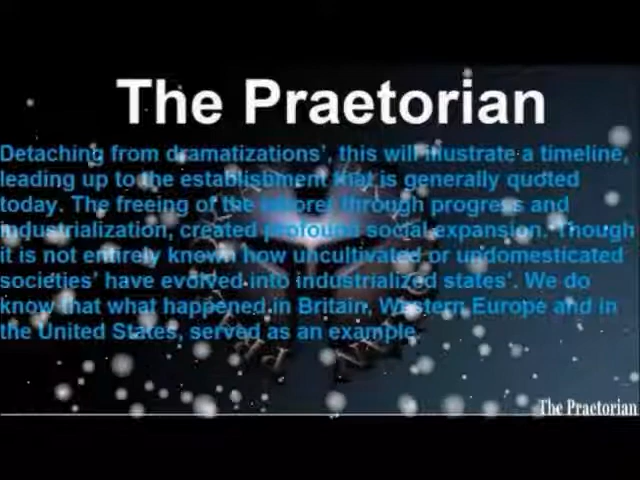 The Praetorian
Detaching from dramatizations', this will illustrate a timeline,
leading up to the establishment that is generally quoted
today. The freeing of the laborer through progress and
industrialization, created profound social expansion. Though
it is not entirely known how uncultivated or undomesticated
societies' have evolved into industrialized states'. We do
know that what happened in Britain, Western Europe and in
the United States, served as an example.
The Praetorian